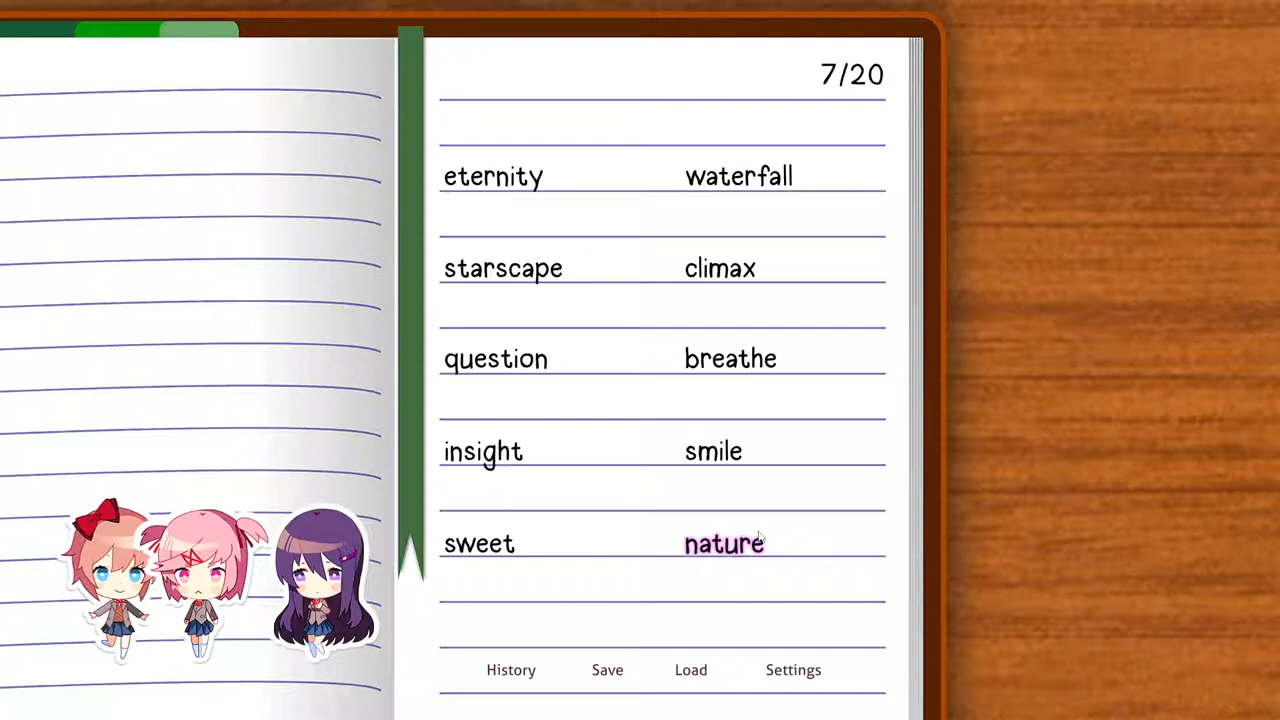 7/20
eternity waterfall
starscape climax
question breathe
insight smile
sweet nature
History Save Load Settings